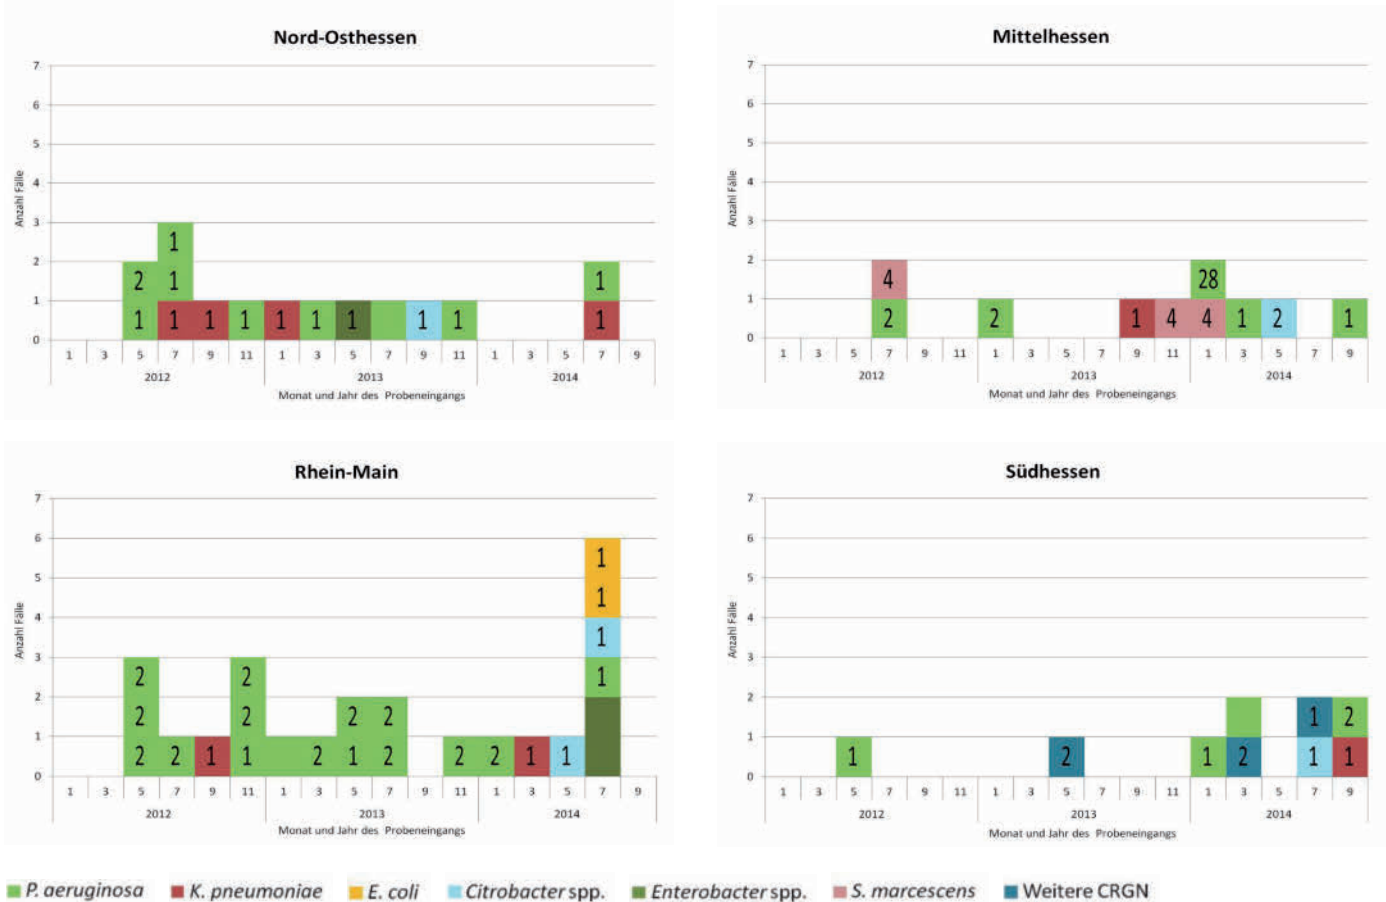 Nord-Osthessen
7
6
5
4
3
2
1
0
Anzahl Fälle
1
2 1
1 1 1 1 1 1 1 1 1 1
1
1 3 5 7 9 11 1 3 5 7 9 11 1 3 5 7 9
2012 2013 2014
Monat und Jahr des Probeneingangs
Mittelhessen
7
6
5
4
3
2
1
0
Anzahl Fälle
4 28
2 2 1 4 4 1 2 1
1 3 5 7 9 11 1 3 5 7 9 11 1 3 5 7 9
2012 2013 2014
Monat und Jahr des Probeneingangs
Rhein-Main
7
6
5
4
3
2
1
0
Anzahl Fälle
1
1
1
2 2 1
2 2 2 2
2 2 1 1 2 1 2 2 2 1 1
1 3 5 7 9 11 1 3 5 7 9 11 1 3 5 7 9
2012 2013 2014
Monat und Jahr des Probeneingangs
Südhessen
7
6
5
4
3
2
1
0
Anzahl Fälle
1 2
1 2 1 2 1 1
1 3 5 7 9 11 1 3 5 7 9 11 1 3 5 7 9
2012 2013 2014
Monat und Jahr des Probeneingangs
P. aeruginosa K. pneumoniae E. coli Citrobacter spp. Enterobacter spp. S. marcescens Weitere CRGN